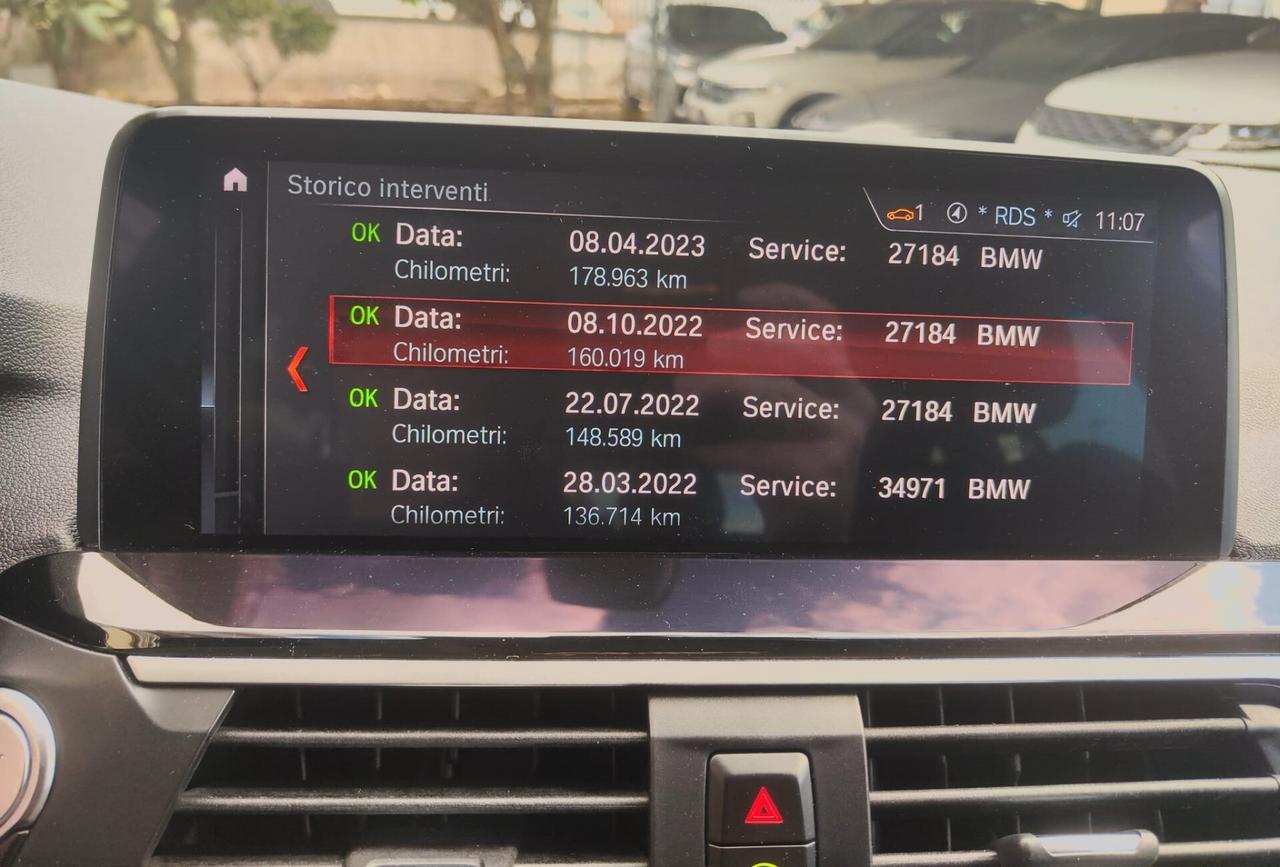 Storico interventi
1 * RDS * 11:07
OK Data: 08.04.2023 Service: 27184 BMW
Chilometri: 178.963 km
OK Data: 08.10.2022 Service: 27184 BMW
Chilometri: 160.019 km
OK Data: 22.07.2022 Service: 27184 BMW
Chilometri: 148.589 km
OK Data: 28.03.2022 Service: 34971 BMW
Chilometri: 136.714 km